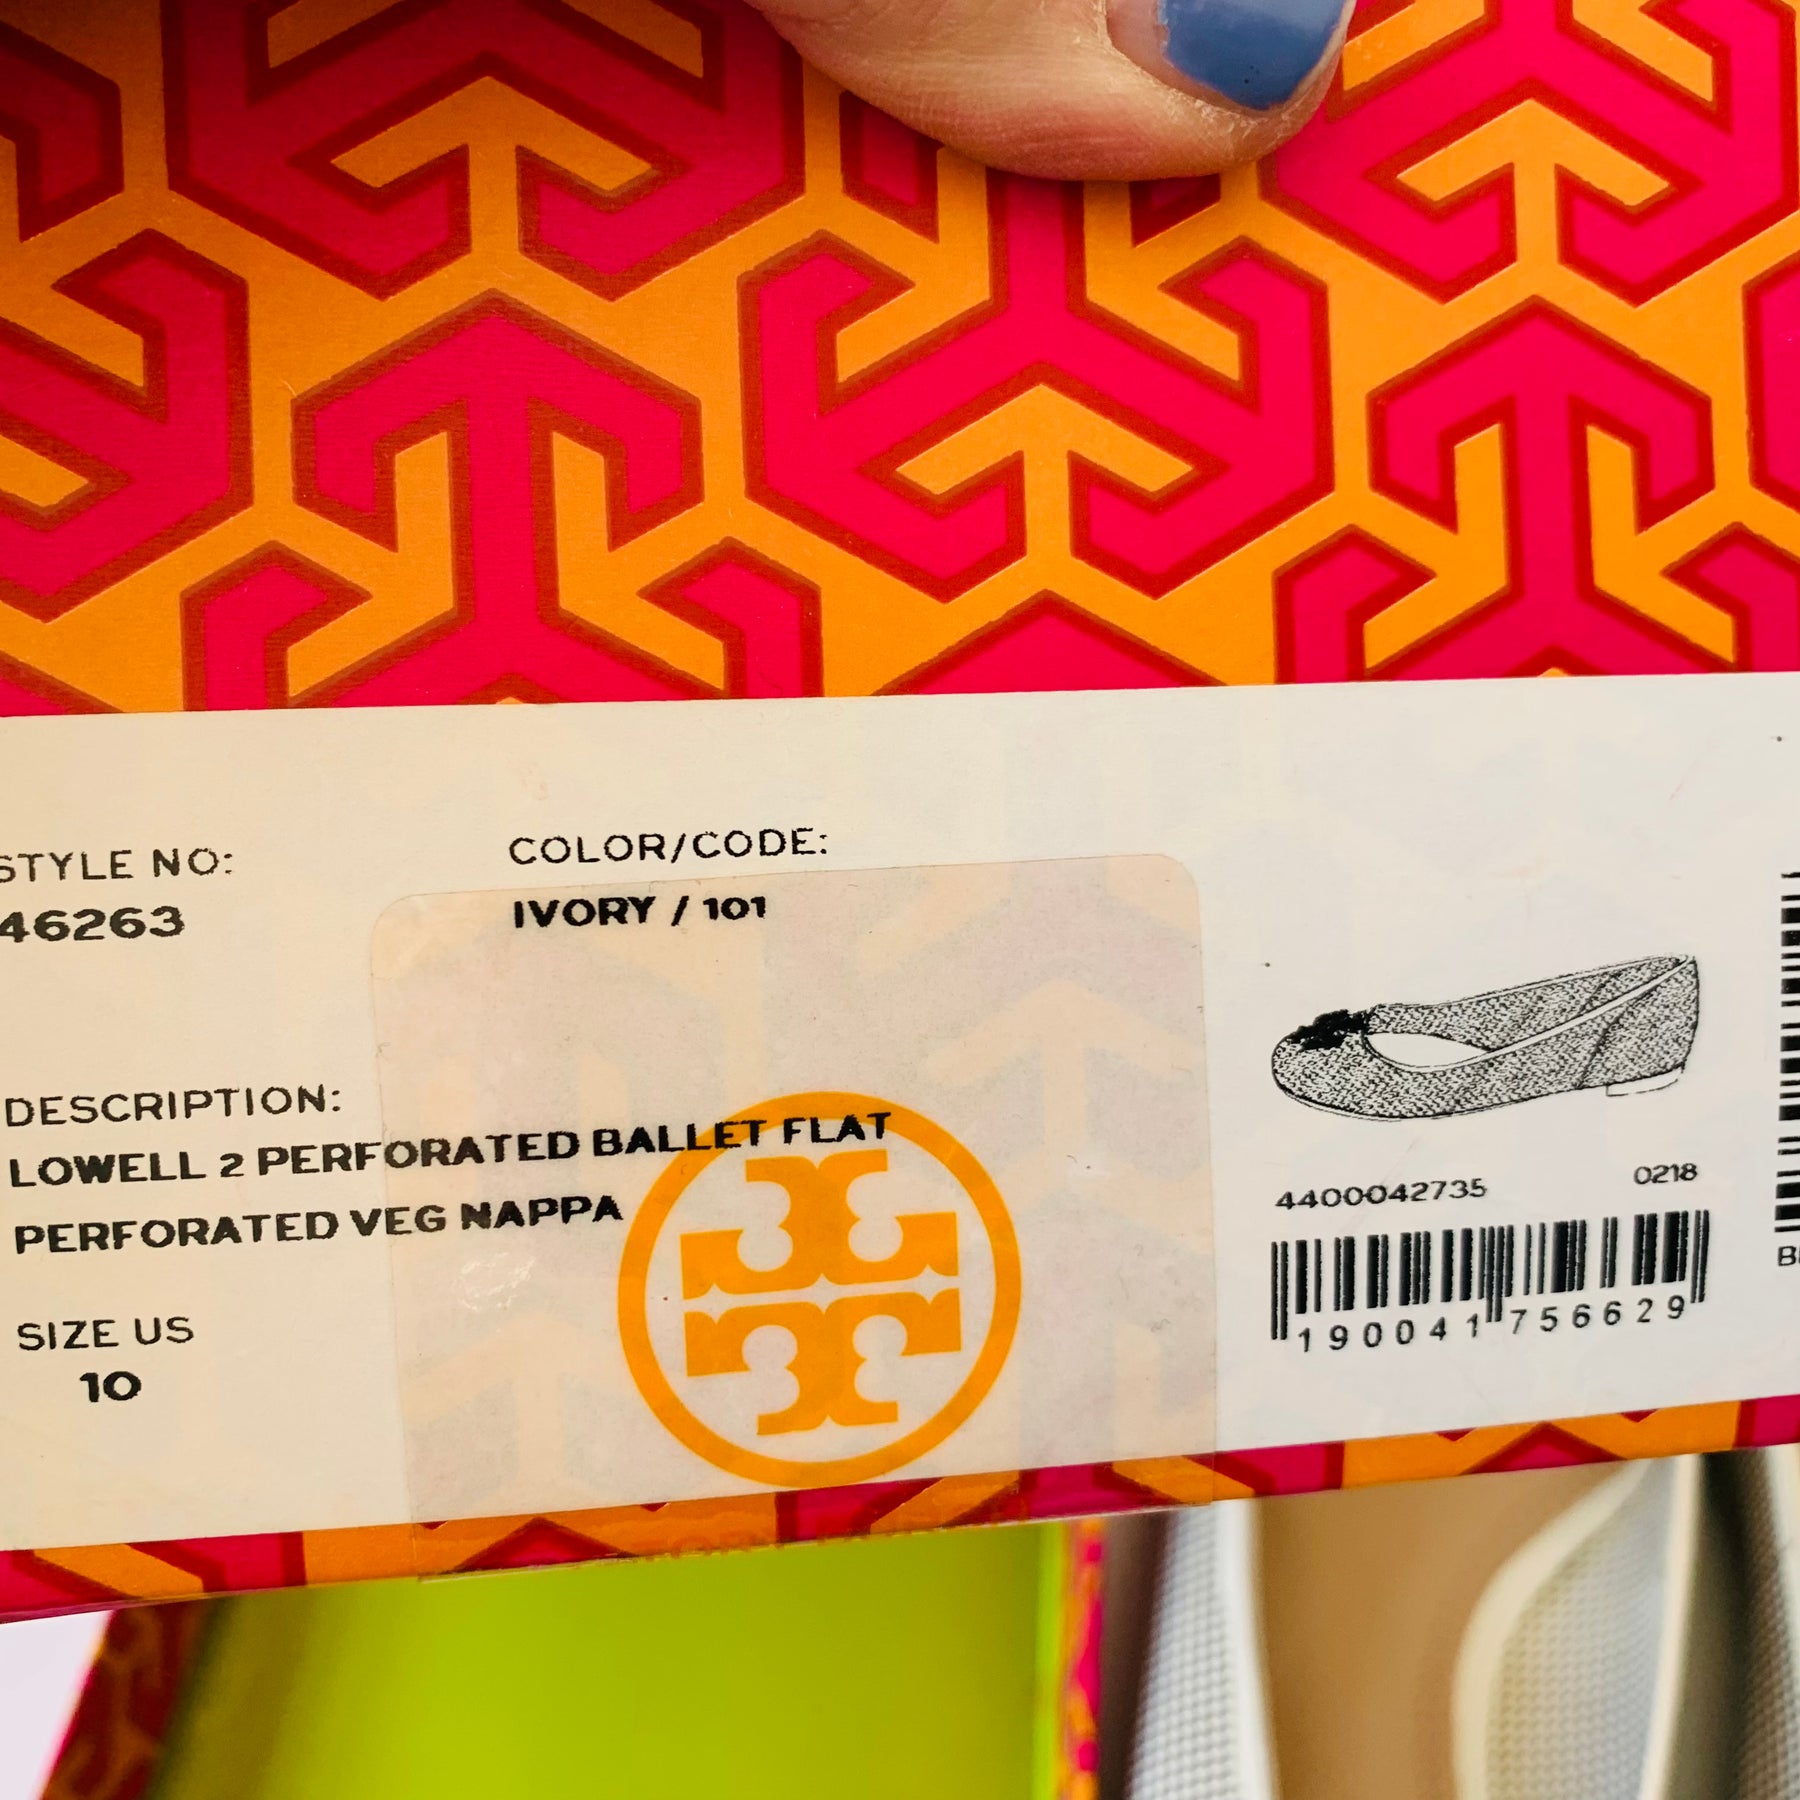 STYLE NO:
46263
COLOR/CODE:
IVORY / 101
DESCRIPTION:
LOWELL 2 PERFORATED BALLET FLAT
PERFORATED VEG NAPPA
SIZE US
10
4400042735 0218
190041756629